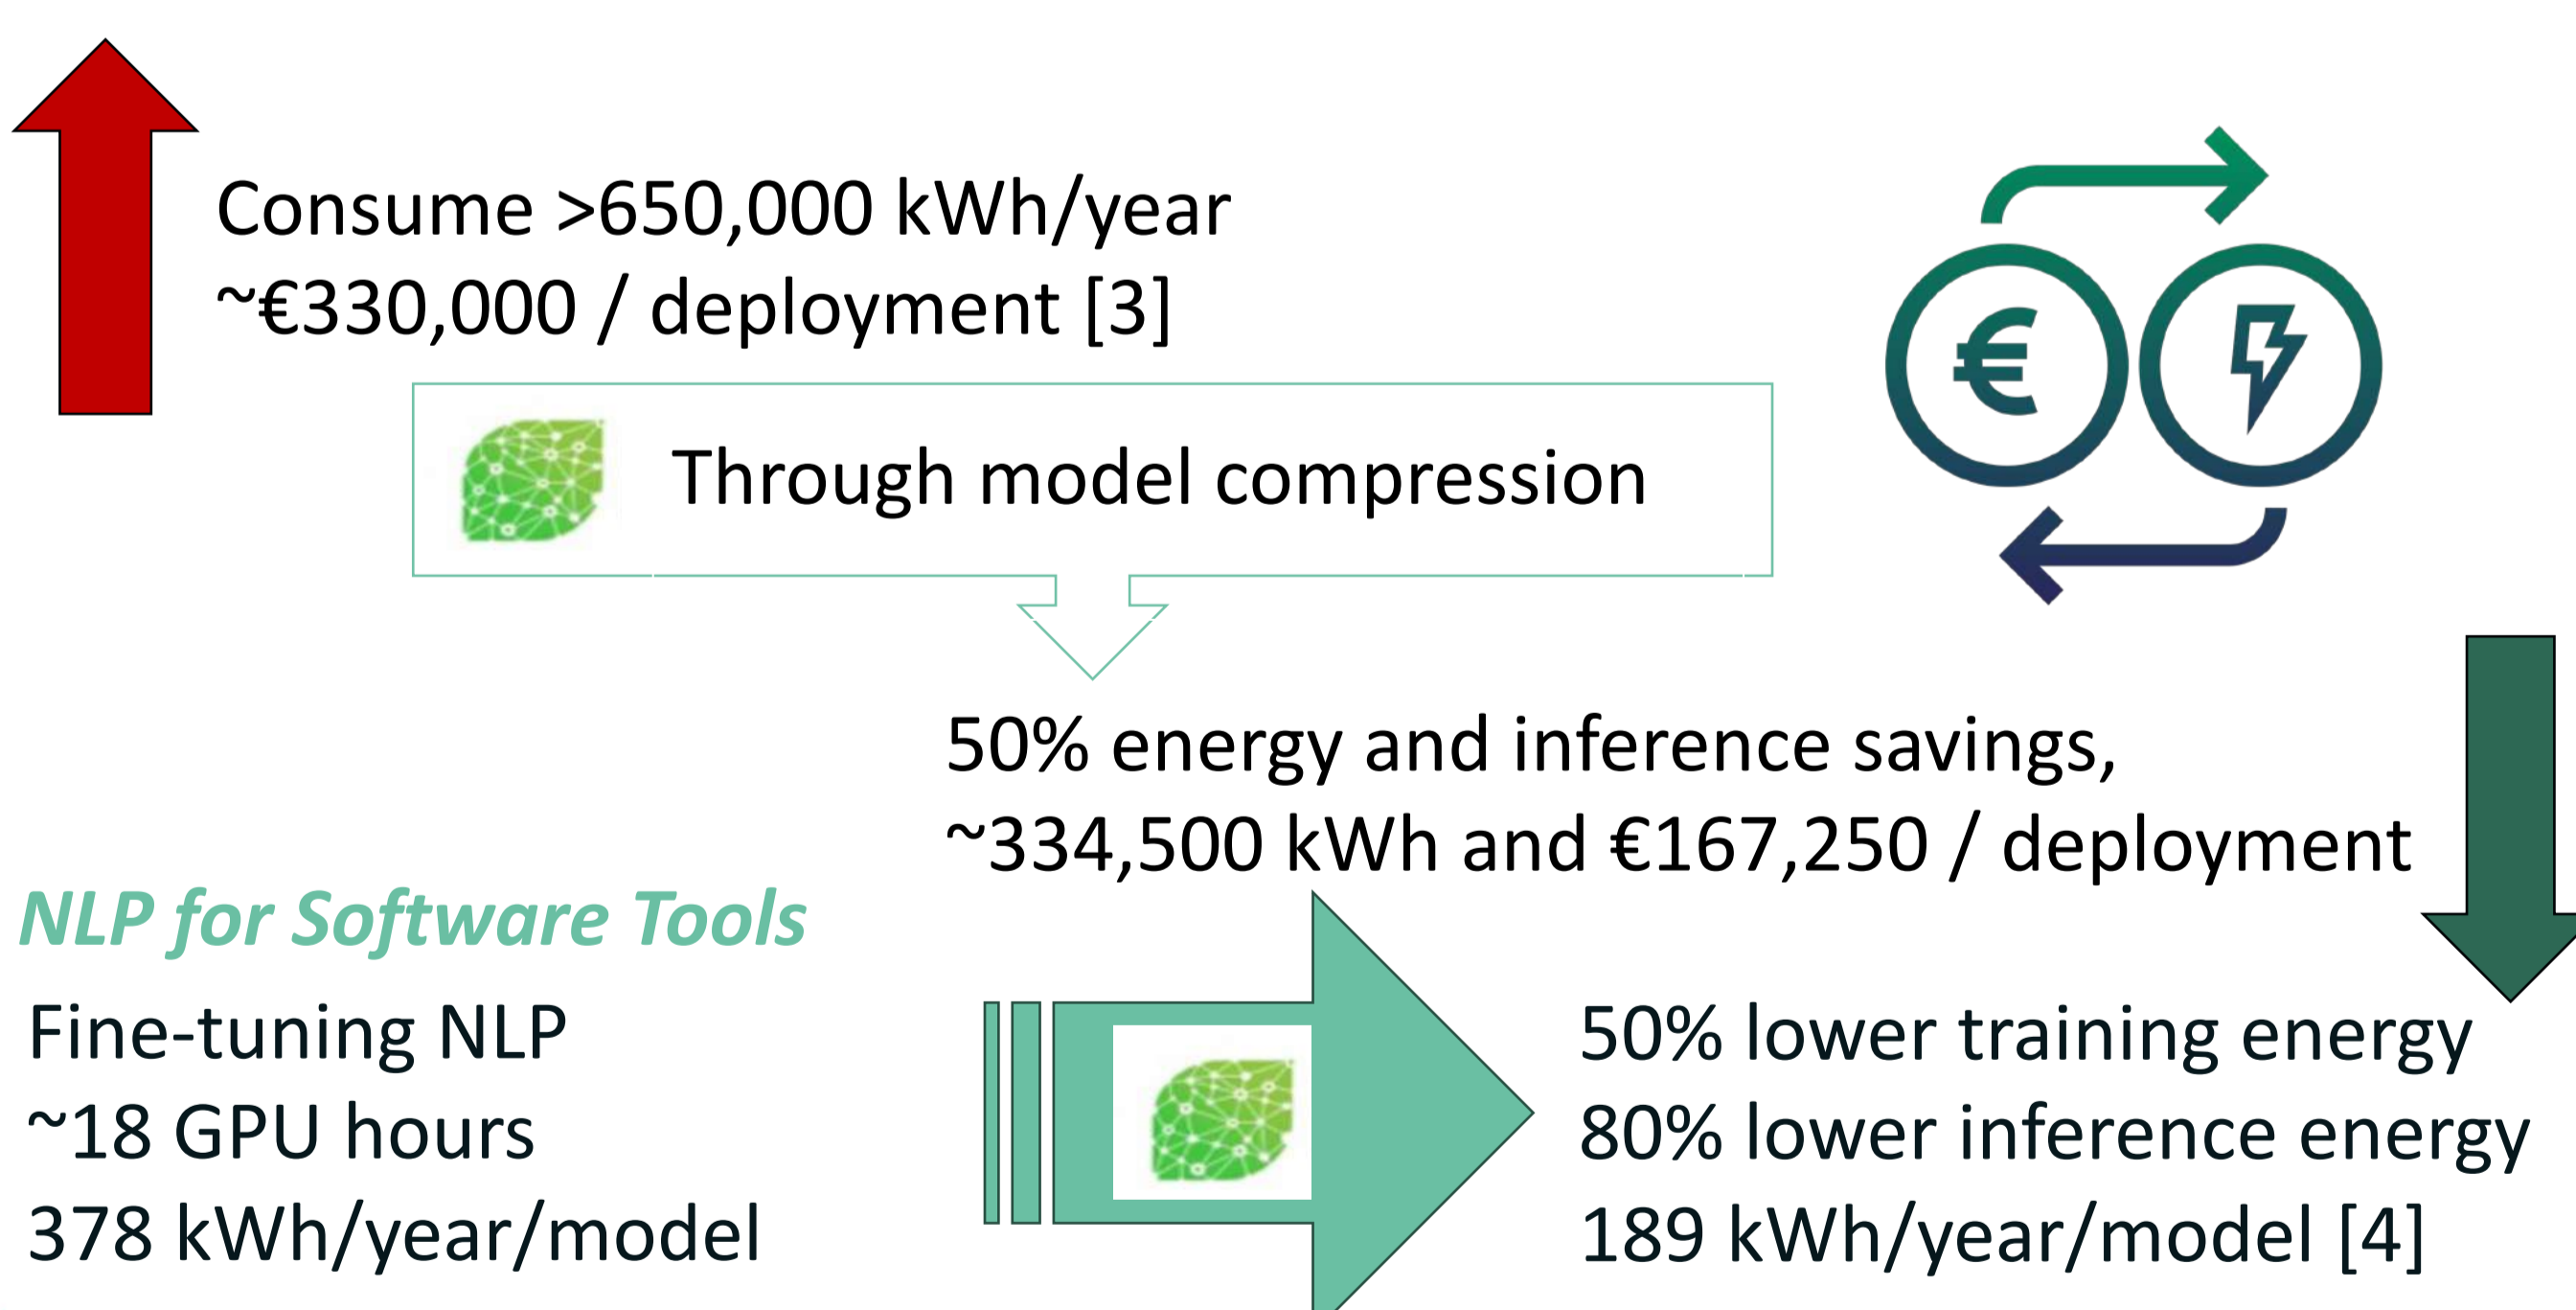 Consume >650,000 kWh/year
~€330,000 / deployment [3]
Through model compression
€
50% energy and inference savings,
~334,500 kWh and €167,250 / deployment
NLP for Software Tools
Fine-tuning NLP
~18 GPU hours
378 kWh/year/model
50% lower training energy
80% lower inference energy
189 kWh/year/model [4]